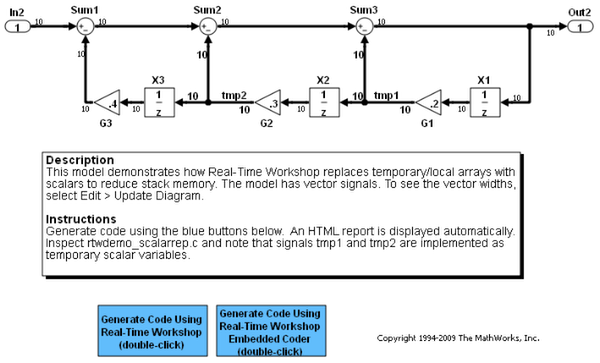 In2 Sum1 Sum2 Sum3 Out2
1 10 10 10 10 10 1
10 10 10 10
X3 X2 X1
10 .4 10 1/z 10 tmp2 .3 10 1/z 10 tmp1 .2 10 1/z 10
G3 G2 G1
Description
This model demonstrates how Real-Time Workshop replaces temporary/local arrays with
scalars to reduce stack memory. The model has vector signals. To see the vector widths,
select Edit > Update Diagram.
Instructions
Generate code using the blue buttons below. An HTML report is displayed automatically.
Inspect rtwdemo_scalarrep.c and note that signals tmp1 and tmp2 are implemented as
temporary scalar variables.
Generate Code Using
Real-Time Workshop
(double-click)
Generate Code Using
Real-Time Workshop
Embedded Coder
(double-click)
Copyright 1994-2009 The MathWorks, Inc.